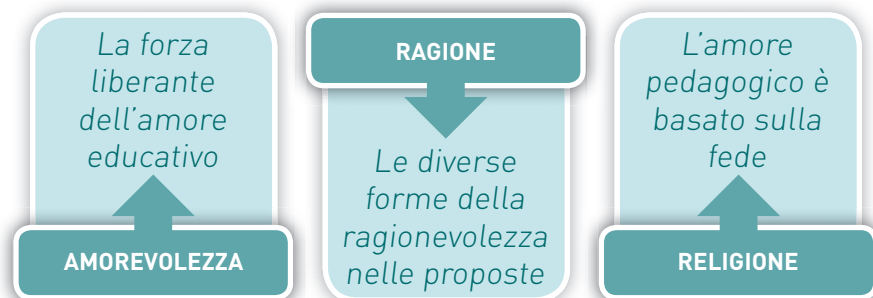 La forza
liberante
dell'amore
educativo
AMOREVOLEZZA
RAGIONE
Le diverse
forme della
ragionevolezza
nelle proposte
L'amore
pedagogico è
basato sulla
fede
RELIGIONE